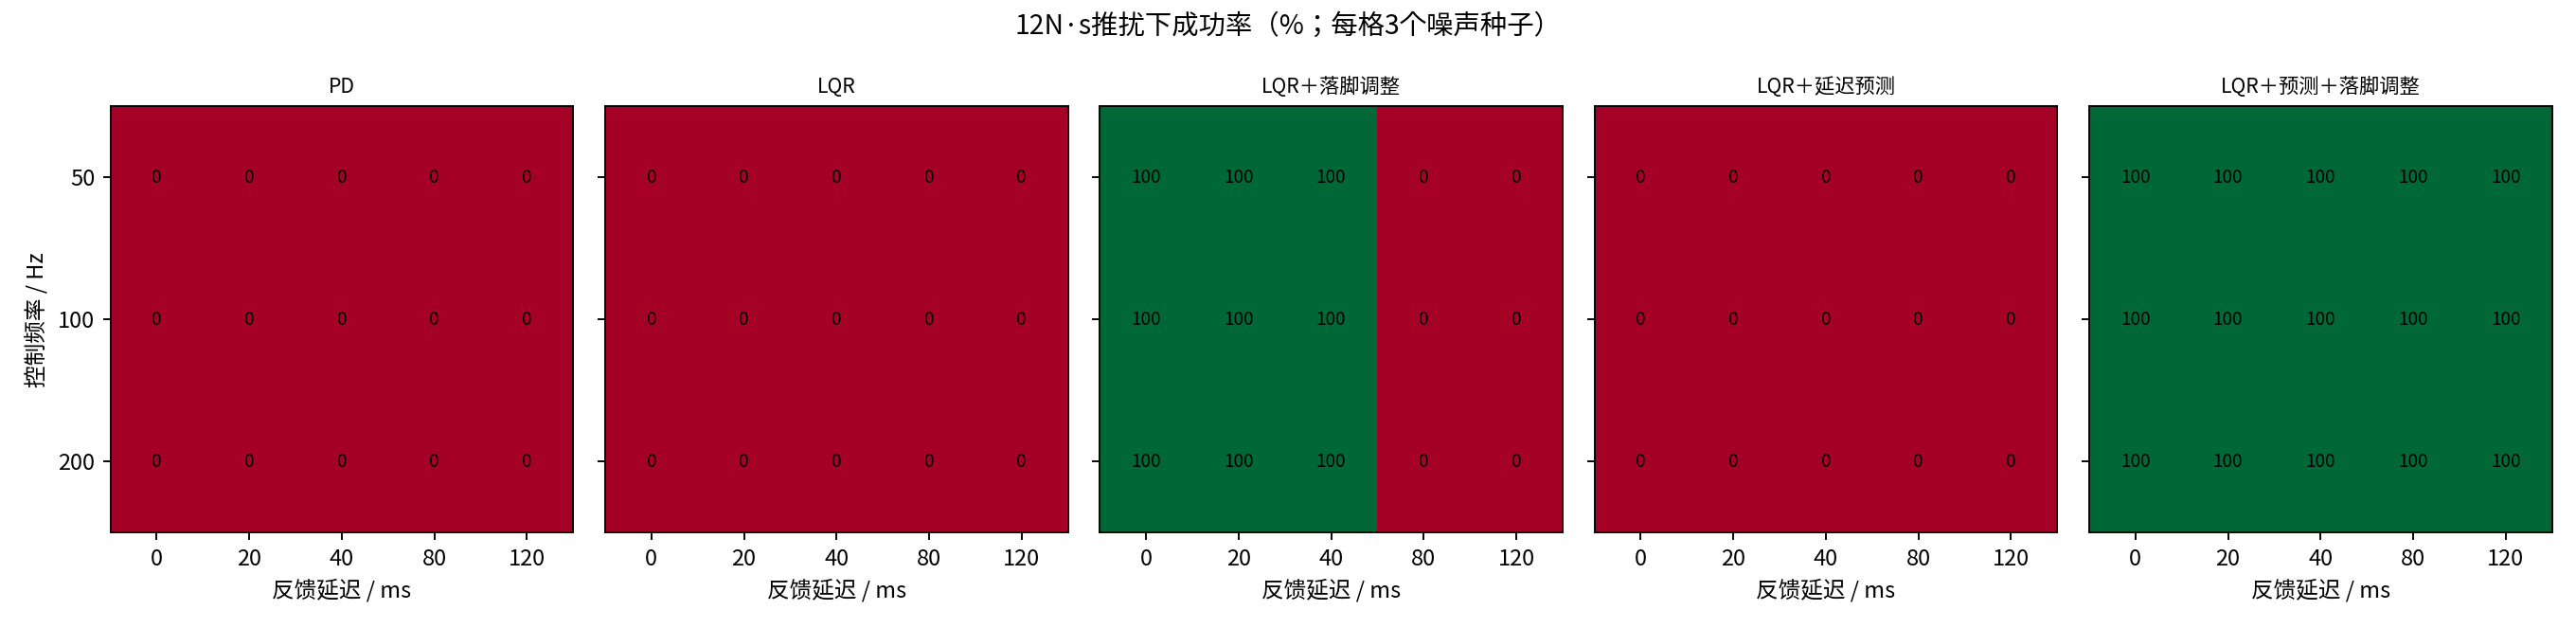 12N·s推扰下成功率（%；每格3个噪声种子）
PD LQR LQR＋落脚调整 LQR＋延迟预测 LQR＋预测＋落脚调整
控制频率 / Hz
50 0 0 0 0 0 0 0 0 0 0 100 100 100 0 0 0 0 0 0 0 100 100 100 100 100
100 0 0 0 0 0 0 0 0 0 0 100 100 100 0 0 0 0 0 0 0 100 100 100 100 100
200 0 0 0 0 0 0 0 0 0 0 100 100 100 0 0 0 0 0 0 0 100 100 100 100 100
0 20 40 80 120 0 20 40 80 120 0 20 40 80 120 0 20 40 80 120 0 20 40 80 120
反馈延迟 / ms 反馈延迟 / ms 反馈延迟 / ms 反馈延迟 / ms 反馈延迟 / ms